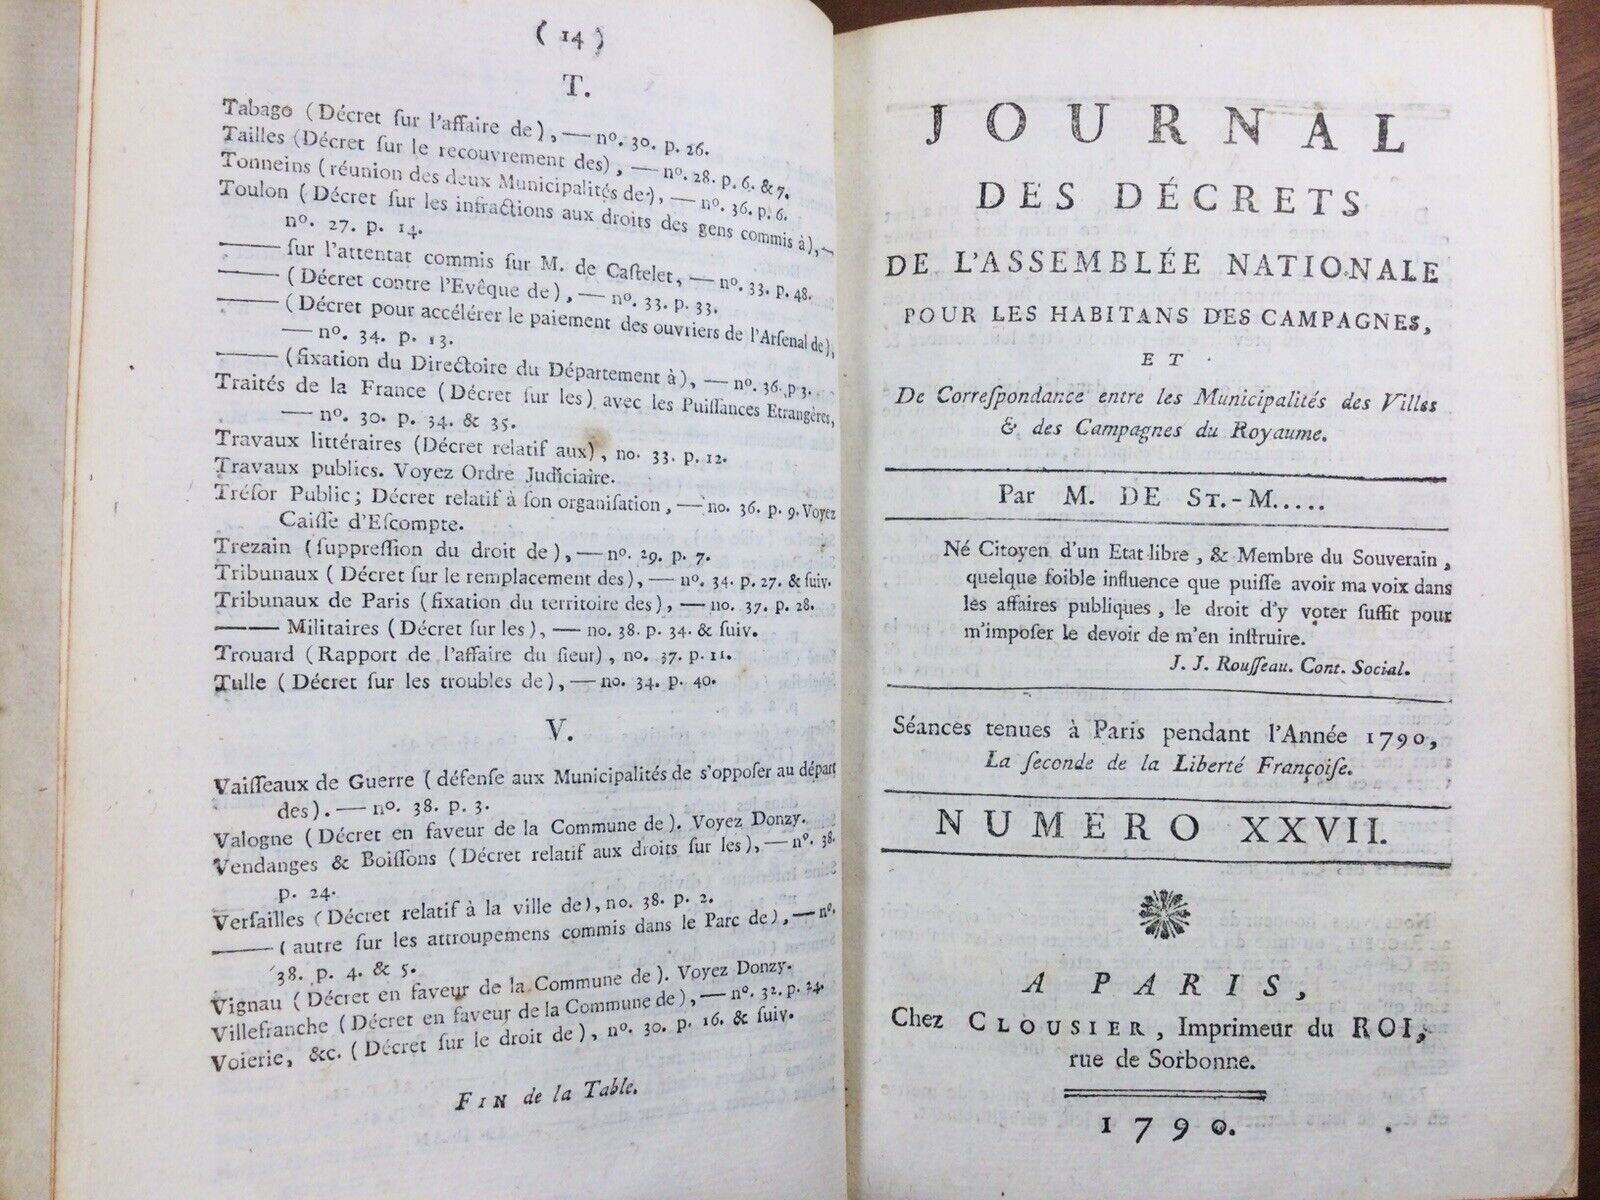 ( 14 )
T.
Tabago (Décret ſur l'affaire de), — nº. 30. p. 26.
Tailles (Décret ſur le recouvrement des), — nº. 28. p. 6. & 7.
Tonneins (réunion des deux Municipalités de), — nº. 36. p. 6.
Toulon (Décret ſur les infractions aux droits des gens commis à), —
nº. 27. p. 14.
——— ſur l'attentat commis ſur M. de Caſtelet, — nº. 33. p. 48.
——— (Décret contre l'Evêque de), — nº. 33. p. 33.
——— (Décret pour accélérer le paiement des ouvriers de l'Arſenal de),
— nº. 34. p. 13.
——— (fixation du Directoire du Département à), — nº. 36. p 3.
Traités de la France (Décret ſur les) avec les Puiſſances Etrangères,
— nº. 30. p. 34. & 35.
Travaux littéraires (Décret relatif aux), no. 33. p. 12.
Travaux publics. Voyez Ordre Judiciaire.
Tréſor Public; Décret relatif à ſon organiſation, — no. 36. p. 9. Voyez
Caiſſe d'Eſcompte.
Trezain (ſuppreſſion du droit de), — nº. 29. p. 7.
Tribunaux (Décret ſur le remplacement des), — nº. 34. p. 27. & ſuiv.
Tribunaux de Paris (fixation du territoire des), — no. 37. p. 28.
——— Militaires (Décret ſur les), — no. 38. p. 34. & ſuiv.
Trouard (Rapport de l'affaire du ſieur), no. 37. p. 11.
Tulle (Décret ſur les troubles de), — no. 34. p. 40.
V.
Vaiſſeaux de Guerre (défenſe aux Municipalités de s'oppoſer au départ
des). — nº. 38. p. 3.
Valogne (Décret en faveur de la Commune de). Voyez Donzy.
Vendanges & Boiſſons (Décret relatif aux droits ſur les), — nº. 38.
p. 24.
Verſailles (Décret relatif à la ville de), no. 38. p. 2.
——— (autre ſur les attroupemens commis dans le Parc de), — nº.
38. p. 4. & 5.
Vignau (Décret en faveur de la Commune de). Voyez Donzy.
Villefranche (Décret en faveur de la Commune de), — nº. 32. p. 24.
Voierie, &c. (Décret ſur le droit de), nº. 30. p. 16. & ſuiv.
FIN de la Table.
JOURNAL
DES DÉCRETS
DE L'ASSEMBLÉE NATIONALE
POUR LES HABITANS DES CAMPAGNES,
ET
De Correſpondance entre les Municipalités des Villes
& des Campagnes du Royaume.
Par M. DE ST.-M.....
Né Citoyen d'un Etat libre, & Membre du Souverain,
quelque foible influence que puiſſe avoir ma voix dans
les affaires publiques, le droit d'y voter ſuffit pour
m'impoſer le devoir de m'en inſtruire.
J. J. Rouſſeau. Cont. Social.
Séances tenues à Paris pendant l'Année 1790,
La ſeconde de la Liberté Françoiſe.
NUMÉRO XXVII.
A PARIS,
Chez CLOUSIER, Imprimeur du ROI,
rue de Sorbonne.
1790.